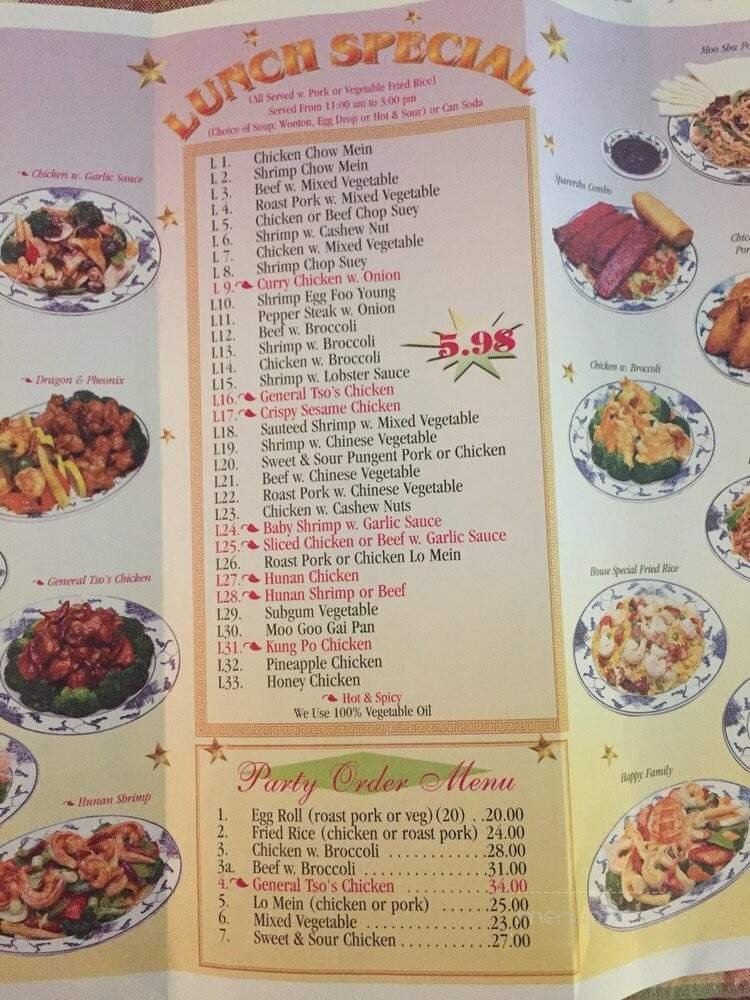 LUNCH SPECIAL
(All Served w. Pork or Vegetable Fried Rice)
Served From 11:00 am to 3:00 pm
(Choice of Soup: Wonton, Egg Drop or Hot & Sour) or Can Soda
L 1. Chicken Chow Mein
L 2. Shrimp Chow Mein
L 3. Beef w. Mixed Vegetable
L 4. Roast Pork w. Mixed Vegetable
L 5. Chicken or Beef Chop Suey
L 6. Shrimp w. Cashew Nut
L 7. Chicken w. Mixed Vegetable
L 8. Shrimp Chop Suey
L 9. Curry Chicken w. Onion
L10. Shrimp Egg Foo Young
L11. Pepper Steak w. Onion
L12. Beef w. Broccoli
L13. Shrimp w. Broccoli
L14. Chicken w. Broccoli
L15. Shrimp w. Lobster Sauce
L16. General Tso's Chicken
L17. Crispy Sesame Chicken
L18. Sauteed Shrimp w. Mixed Vegetable
L19. Shrimp w. Chinese Vegetable
L20. Sweet & Sour Pungent Pork or Chicken
L21. Beef w. Chinese Vegetable
L22. Roast Pork w. Chinese Vegetable
L23. Chicken w. Cashew Nuts
L24. Baby Shrimp w. Garlic Sauce
L25. Sliced Chicken or Beef w. Garlic Sauce
L26. Roast Pork or Chicken Lo Mein
L27. Hunan Chicken
L28. Hunan Shrimp or Beef
L29. Subgum Vegetable
L30. Moo Goo Gai Pan
L31. Kung Po Chicken
L32. Pineapple Chicken
L33. Honey Chicken
5.98
Hot & Spicy
We Use 100% Vegetable Oil
Party Order Menu
1. Egg Roll (roast pork or veg) (20) . .20.00
2. Fried Rice (chicken or roast pork) 24.00
3. Chicken w. Broccoli . . . . . . . . . . .28.00
3a. Beef w. Broccoli . . . . . . . . . . . . . .31.00
4. General Tso's Chicken . . . . . . . . . .34.00
5. Lo Mein (chicken or pork) . . . . . .25.00
6. Mixed Vegetable . . . . . . . . . . . . . .23.00
7. Sweet & Sour Chicken . . . . . . . . . .27.00
Chicken w. Garlic Sauce
Dragon & Pheonix
General Tso's Chicken
Hunan Shrimp
Moo Shu
Spareribs Combo
Chicken w. Broccoli
House Special Fried Rice
Happy Family